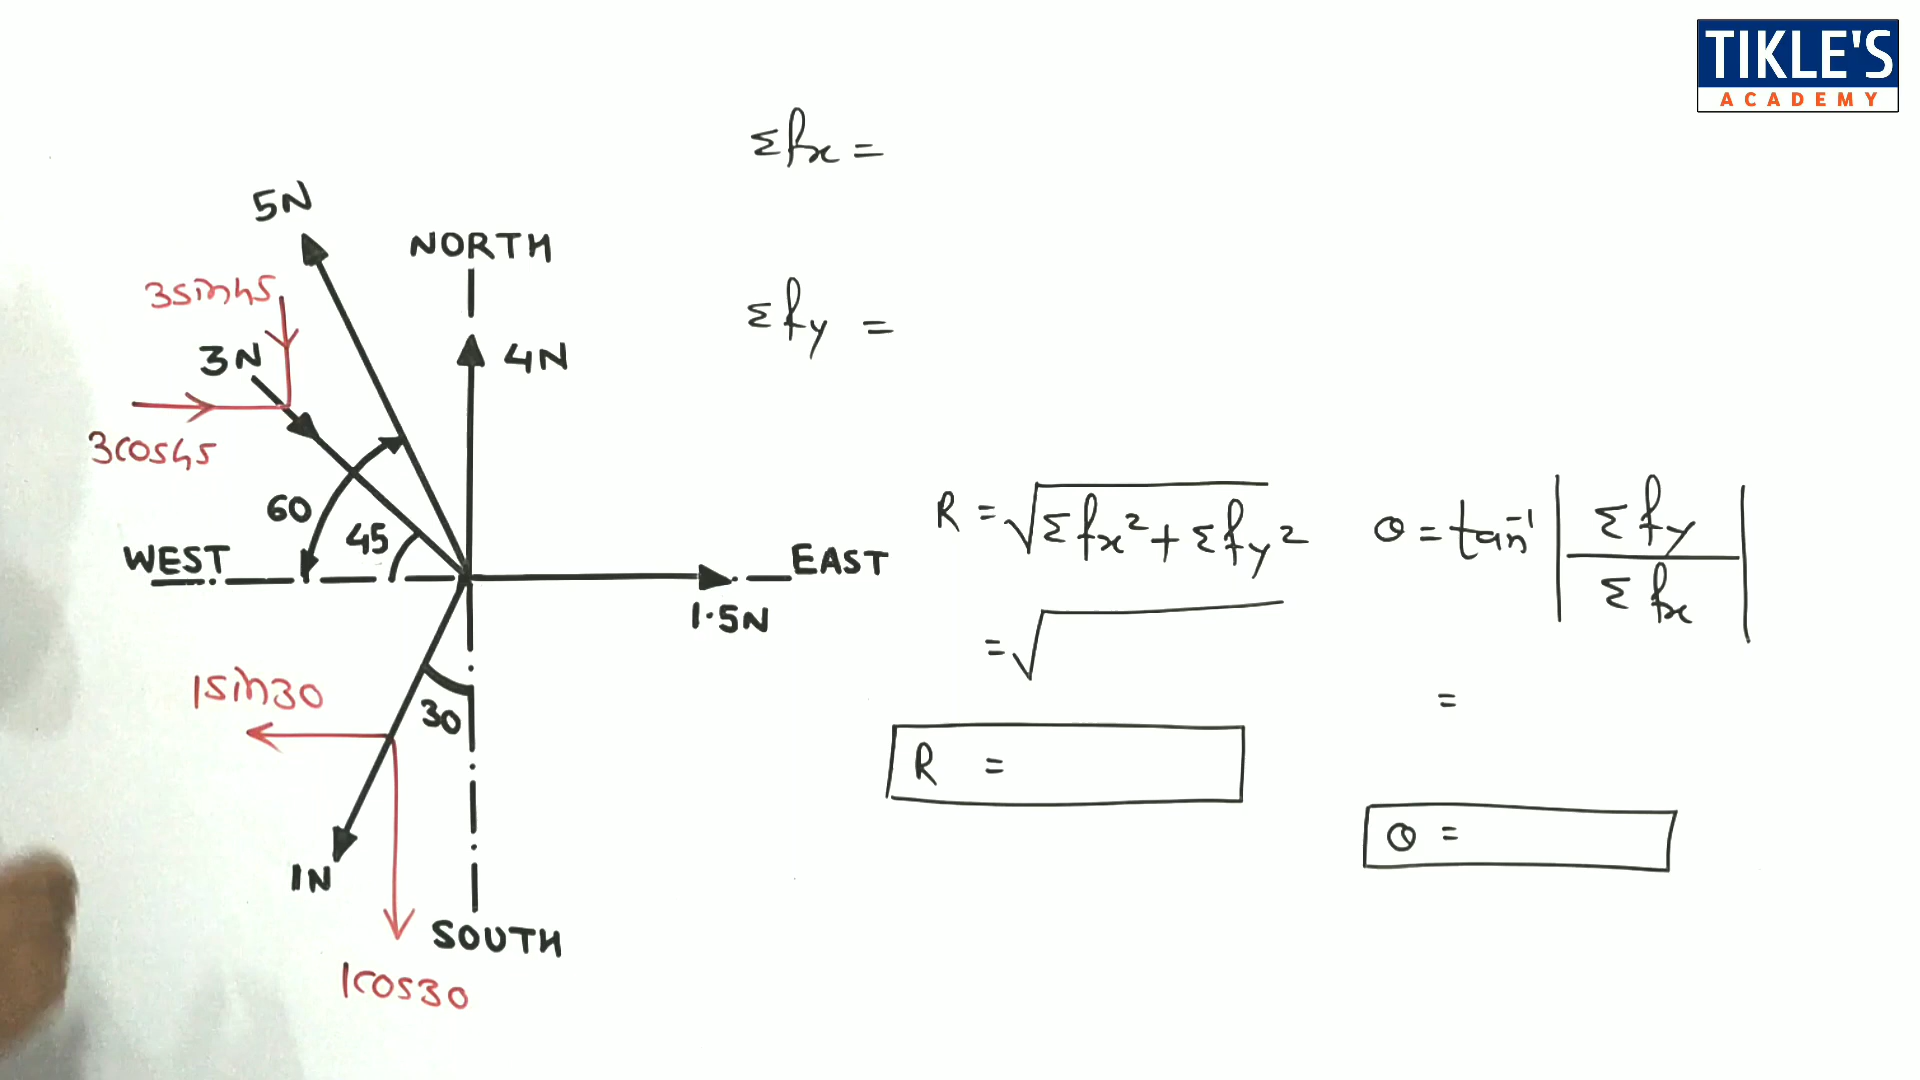 TIKLE'S
ACADEMY
Σfx =
5N
NORTH
3sin45
Σfy =
3N
4N
3cos45
60
45
R = √Σfx² + Σfy²
θ = tan⁻¹ | Σfy / Σfx |
WEST
EAST
1.5N
= √
1sin30
30
=
R =
θ =
1N
SOUTH
1cos30